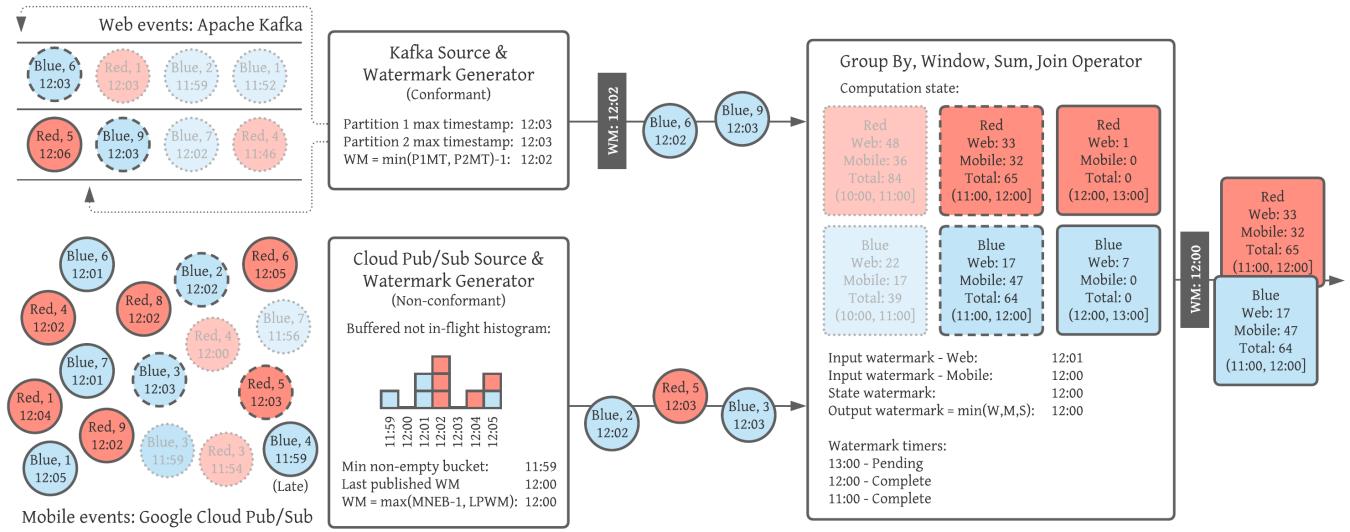 Web events: Apache Kafka
Blue, 6
12:03
Red, 1
12:03
Blue, 2
11:59
Blue, 1
11:52
Red, 5
12:06
Blue, 9
12:03
Blue, 7
12:02
Red, 4
11:46
Kafka Source &
Watermark Generator
(Conformant)
Partition 1 max timestamp: 12:03
Partition 2 max timestamp: 12:03
WM = min(P1MT, P2MT)-1: 12:02
WM: 12:02
Blue, 6
12:02
Blue, 9
12:03
Blue, 6
12:01
Blue, 2
12:02
Red, 6
12:05
Red, 4
12:02
Red, 8
12:02
Red, 4
12:00
Blue, 7
11:56
Blue, 7
12:01
Blue, 3
12:03
Red, 5
12:03
Red, 1
12:04
Red, 9
12:02
Blue, 3
11:59
Red, 3
11:54
Blue, 4
11:59
(Late)
Blue, 1
12:05
Mobile events: Google Cloud Pub/Sub
Cloud Pub/Sub Source &
Watermark Generator
(Non-conformant)
Buffered not in-flight histogram:
11:59
12:00
12:01
12:02
12:03
12:04
12:05
Min non-empty bucket: 11:59
Last published WM 12:00
WM = max(MNEB-1, LPWM): 12:00
Blue, 2
12:02
Red, 5
12:03
Blue, 3
12:03
Group By, Window, Sum, Join Operator
Computation state:
Red
Web: 48
Mobile: 36
Total: 84
(10:00, 11:00]
Red
Web: 33
Mobile: 32
Total: 65
(11:00, 12:00]
Red
Web: 1
Mobile: 0
Total: 0
(12:00, 13:00]
Blue
Web: 22
Mobile: 17
Total: 39
(10:00, 11:00]
Blue
Web: 17
Mobile: 47
Total: 64
(11:00, 12:00]
Blue
Web: 7
Mobile: 0
Total: 0
(12:00, 13:00]
Input watermark - Web: 12:01
Input watermark - Mobile: 12:00
State watermark: 12:00
Output watermark = min(W,M,S): 12:00
Watermark timers:
13:00 - Pending
12:00 - Complete
11:00 - Complete
WM: 12:00
Red
Web: 33
Mobile: 32
Total: 65
(11:00, 12:00]
Blue
Web: 17
Mobile: 47
Total: 64
(11:00, 12:00]